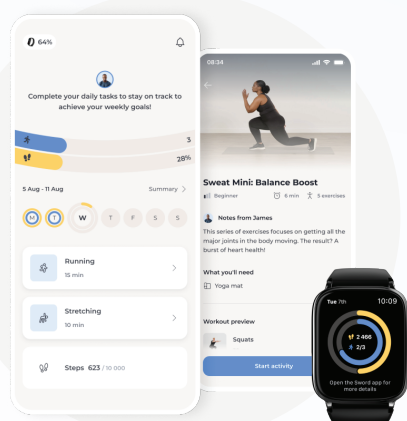 64%
Complete your daily tasks to stay on track to
achieve your weekly goals!
3
28%
5 Aug - 11 Aug
Summary
M T W T F S S
Running
15 min
Stretching
10 min
Steps 623 / 10 000
08:34
Sweat Mini: Balance Boost
Beginner
6 min
5 exercises
Notes from James
This series of exercises focuses on getting all the
major joints in the body moving. The result? A
burst of heart health!
What you'll need
Yoga mat
Workout preview
Squats
Start activity
Tue 7th
10:09
2 466
2/3
Open the Sword app for
more details